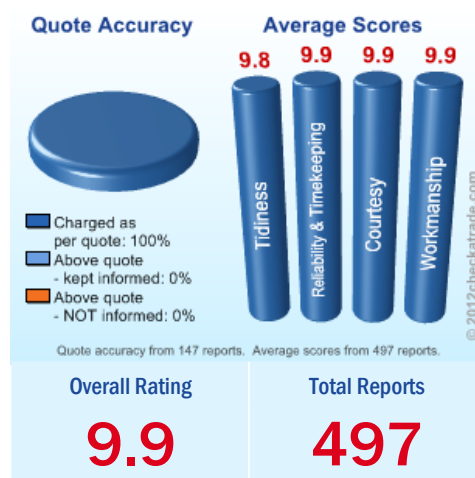 Quote Accuracy
Average Scores
9.8
9.9
9.9
9.9
Tidiness
Reliability & Timekeeping
Courtesy
Workmanship
Charged as
per quote: 100%
Above quote
- kept informed: 0%
Above quote
- NOT informed: 0%
© 2012checkatrade.com
Quote accuracy from 147 reports. Average scores from 497 reports.
Overall Rating
9.9
Total Reports
497